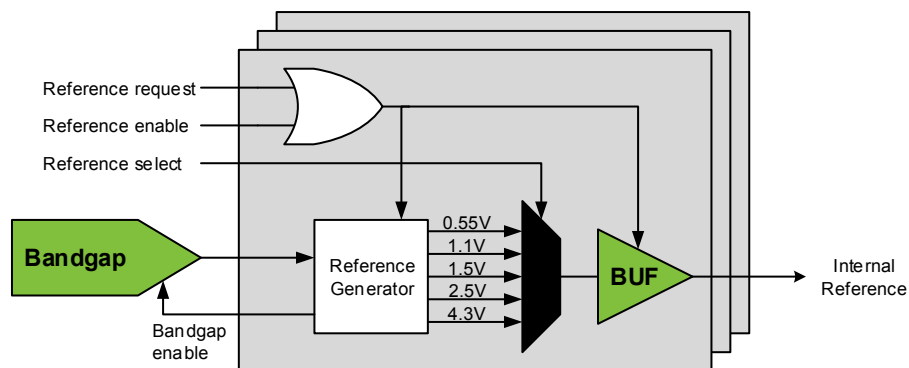 Reference request
Reference enable
Reference select
Bandgap
Bandgap
enable
Reference
Generator
0.55V
1.1V
1.5V
2.5V
4.3V
BUF
Internal
Reference